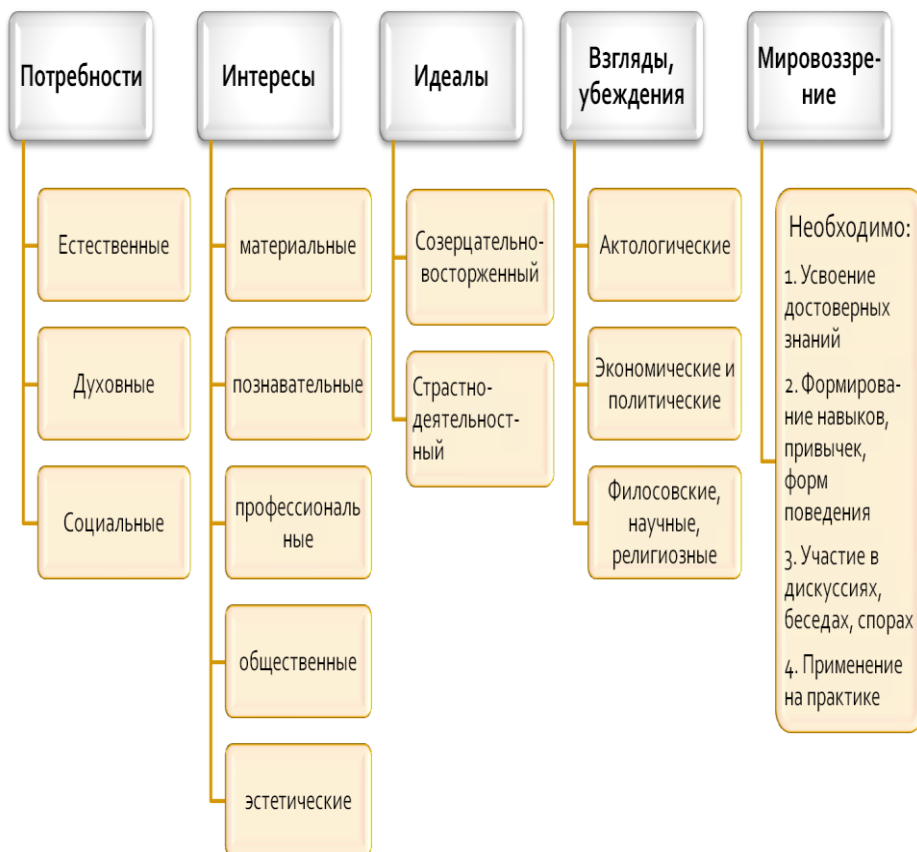 Потребности
Естественные
Духовные
Социальные
Интересы
материальные
познавательные
профессиональ
ные
общественные
эстетические
Идеалы
Созерцательно-
восторженный
Страстно-
деятельност-
ный
Взгляды,
убеждения
Актологические
Экономические и
политические
Филосовские,
научные,
религиозные
Мировоззре-
ние
Необходимо:
1. Усвоение
достоверных
знаний
2. Формирова-
ние навыков,
привычек,
форм
поведения
3. Участие в
дискуссиях,
беседах, спорах
4. Применение
на практике